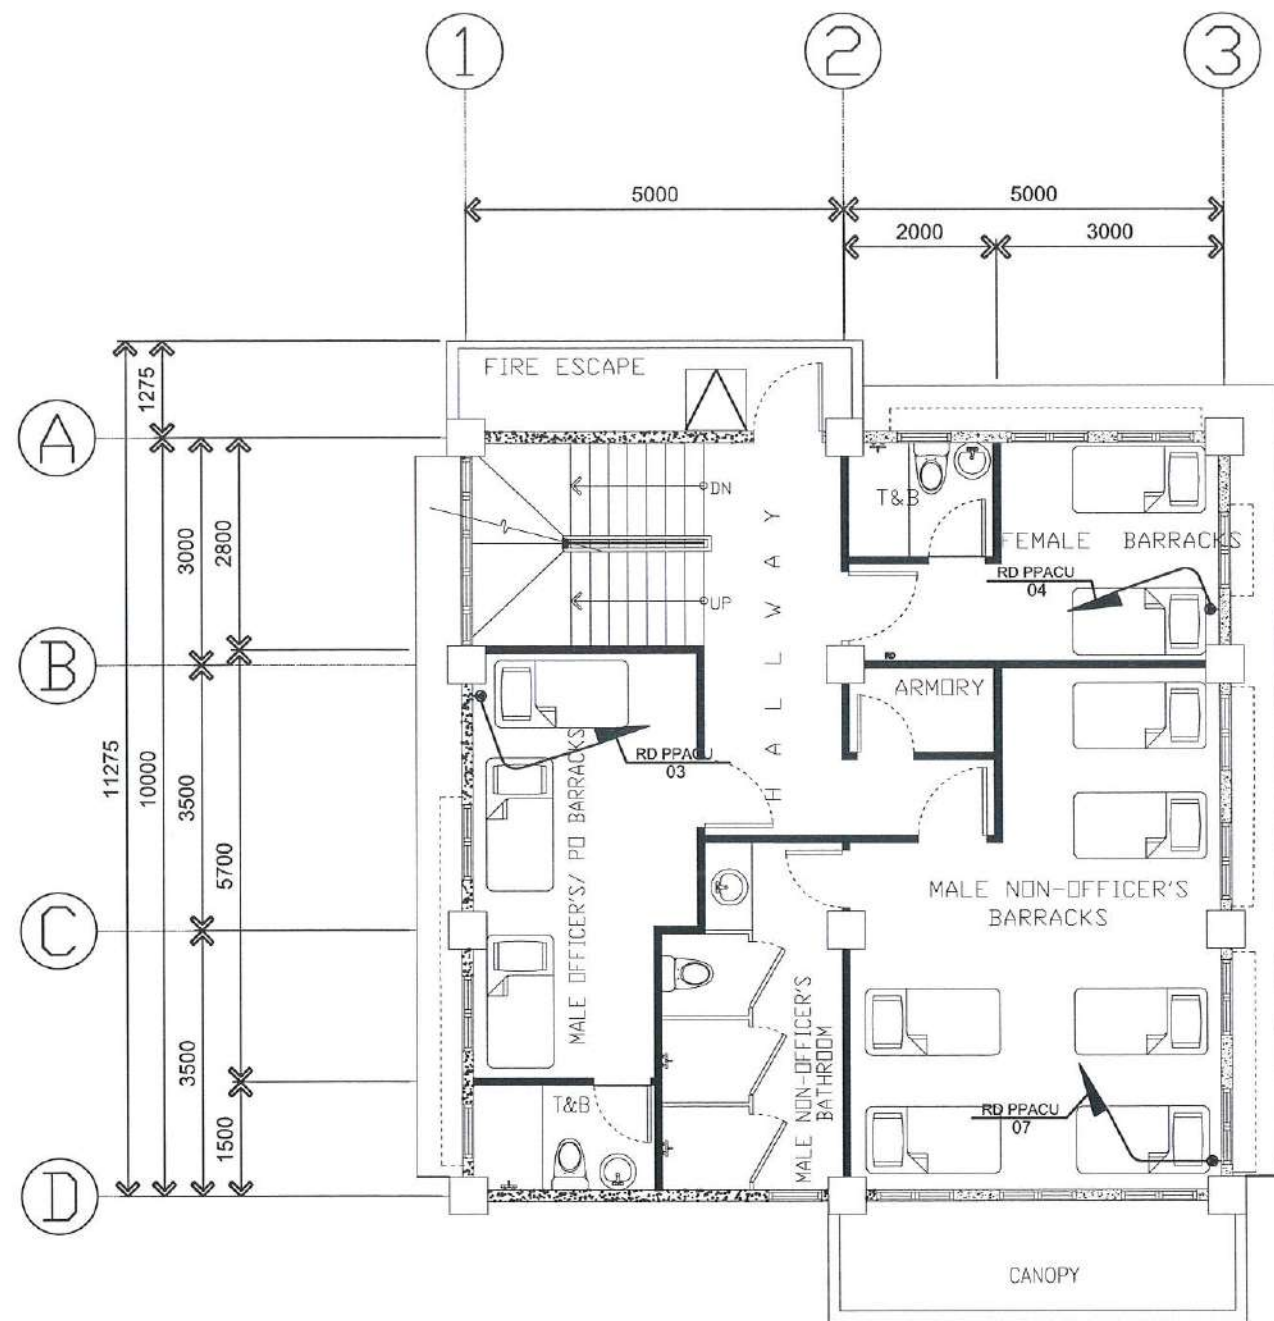 1
2
3
5000
5000
2000
3000
1275
FIRE ESCAPE
A
DN
T&B
FEMALE BARRACKS
3000
2800
HALLWAY
RD PPACU
04
UP
B
RD
ARMORY
11275
10000
3500
5700
RD PPACU
03
MALE OFFICER'S/ PO BARRACKS
MALE NON-OFFICER'S
BARRACKS
C
3500
1500
MALE NON-OFFICER'S
BATHROOM
T&B
RD PPACU
07
D
CANOPY